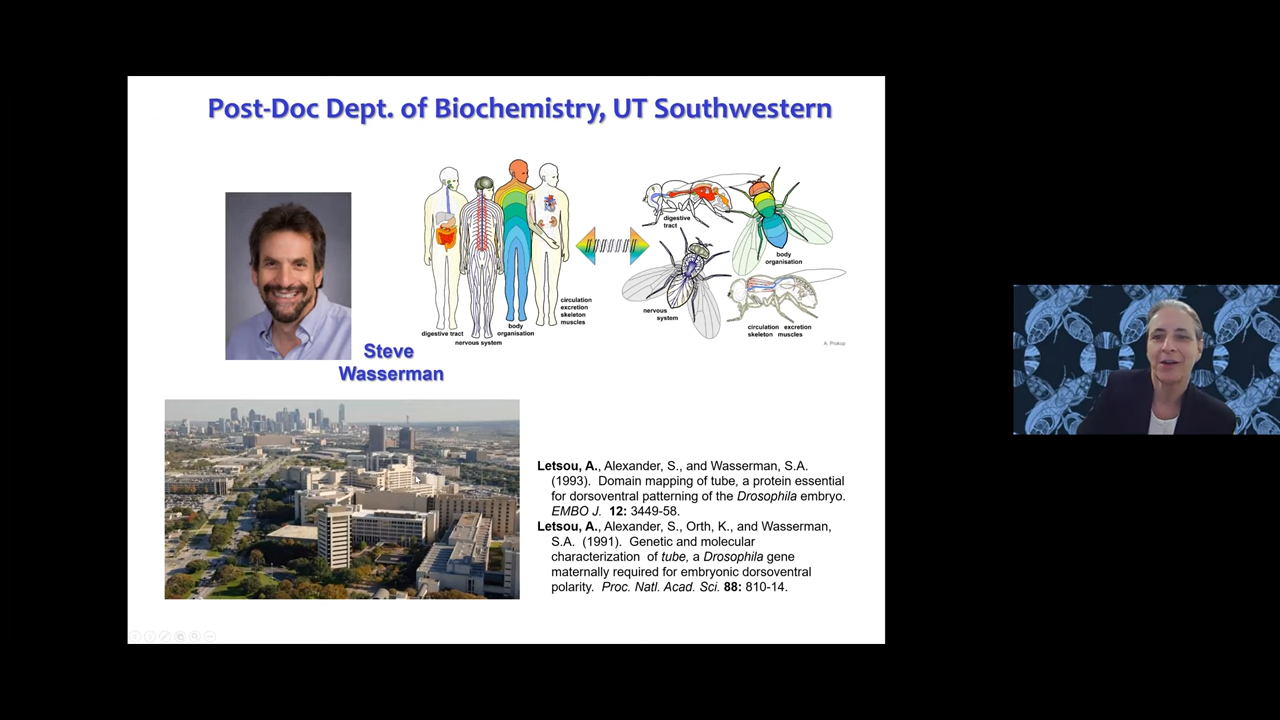 Post-Doc Dept. of Biochemistry, UT Southwestern
digestive tract
nervous system
body
organisation
circulation
excretion
skeleton
muscles
digestive
tract
body
organisation
nervous
system
circulation excretion
skeleton muscles
A. Prokop
Steve
Wasserman
Letsou, A., Alexander, S., and Wasserman, S.A.
(1993). Domain mapping of tube, a protein essential
for dorsoventral patterning of the Drosophila embryo.
EMBO J. 12: 3449-58.
Letsou, A., Alexander, S., Orth, K., and Wasserman,
S.A. (1991). Genetic and molecular
characterization of tube, a Drosophila gene
maternally required for embryonic dorsoventral
polarity. Proc. Natl. Acad. Sci. 88: 810-14.